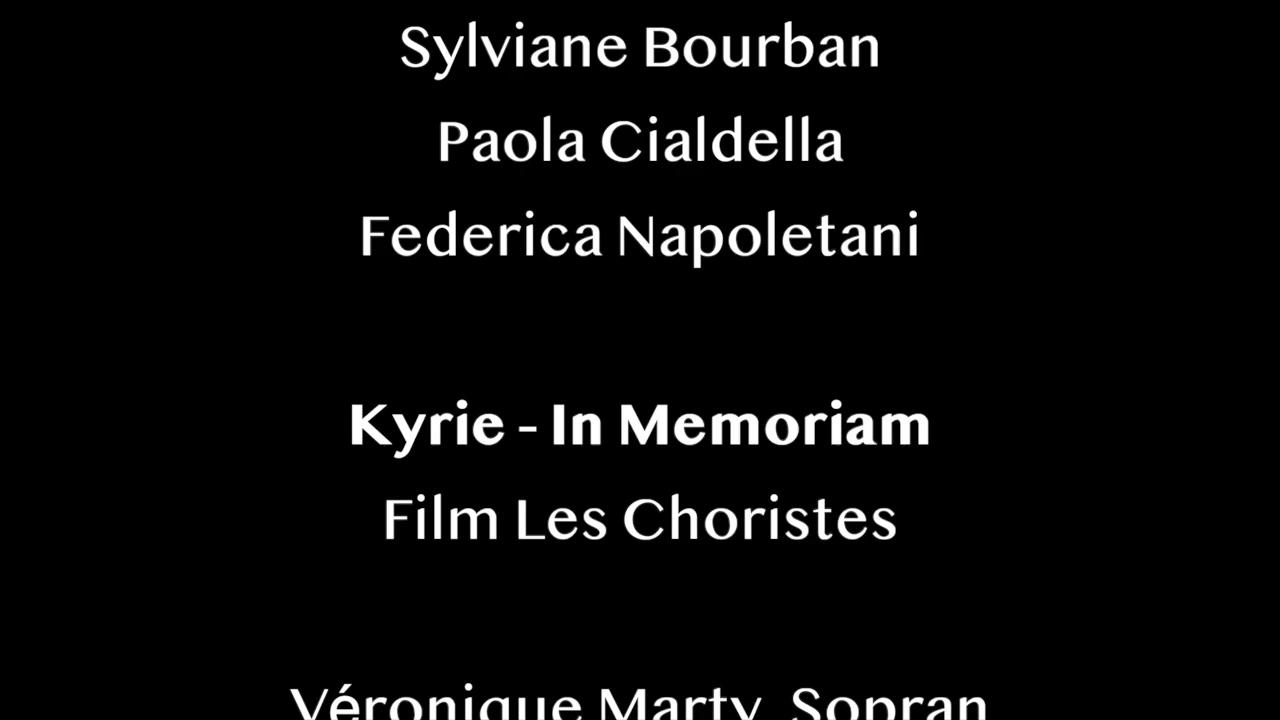 Sylviane Bourban
Paola Cialdella
Federica Napoletani
Kyrie - In Memoriam
Film Les Choristes
Véronique Marty, Sopran